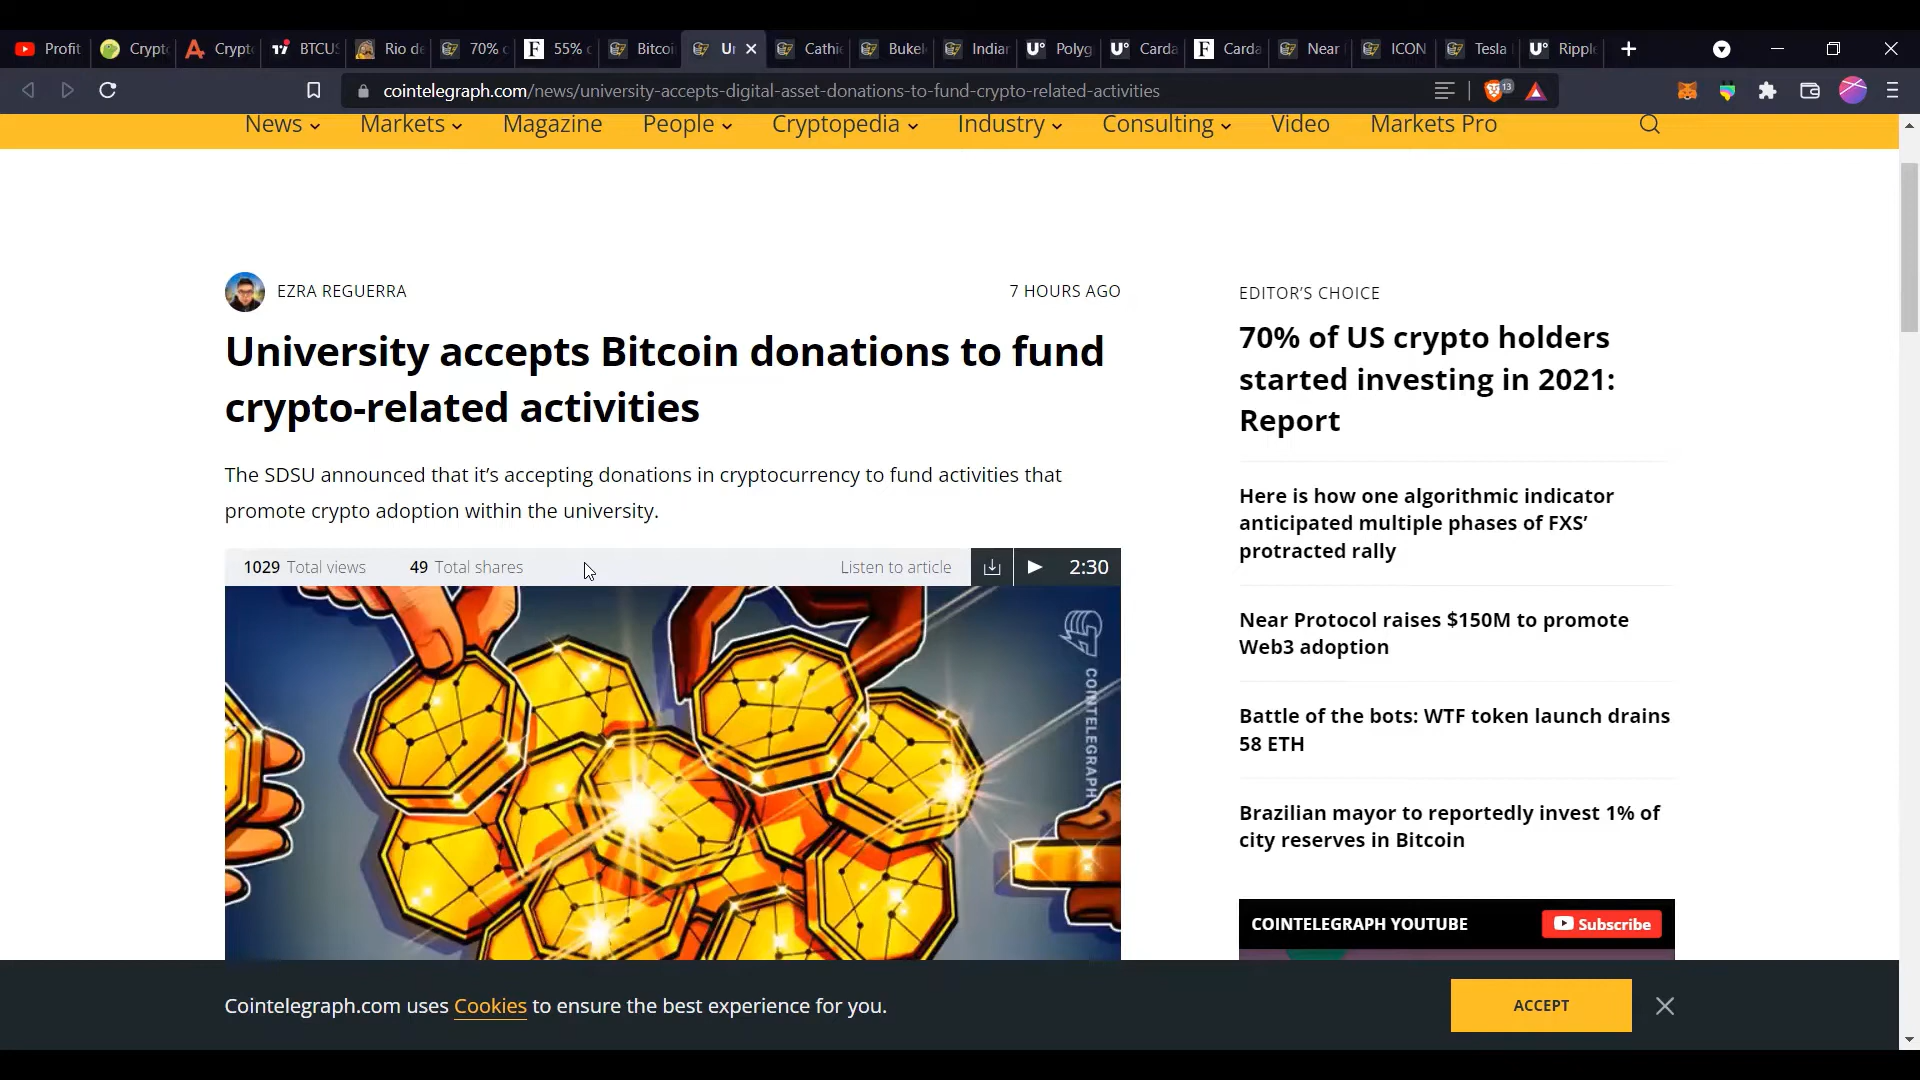 Profit
Crypto
Crypto
BTCUS
Rio de
70% o
55% o
Bitcoi
Un
Cathie
Bukel
Indian
Polyg
Carda
Carda
Near
ICON
Tesla
Ripple
cointelegraph.com/news/university-accepts-digital-asset-donations-to-fund-crypto-related-activities
13
News
Markets
Magazine
People
Cryptopedia
Industry
Consulting
Video
Markets Pro
EZRA REGUERRA
7 HOURS AGO
University accepts Bitcoin donations to fund
crypto-related activities
The SDSU announced that it’s accepting donations in cryptocurrency to fund activities that
promote crypto adoption within the university.
1029 Total views
49 Total shares
Listen to article
2:30
COINTELEGRAPH
EDITOR’S CHOICE
70% of US crypto holders
started investing in 2021:
Report
Here is how one algorithmic indicator
anticipated multiple phases of FXS’
protracted rally
Near Protocol raises $150M to promote
Web3 adoption
Battle of the bots: WTF token launch drains
58 ETH
Brazilian mayor to reportedly invest 1% of
city reserves in Bitcoin
COINTELEGRAPH YOUTUBE
Subscribe
Cointelegraph.com uses Cookies to ensure the best experience for you.
ACCEPT